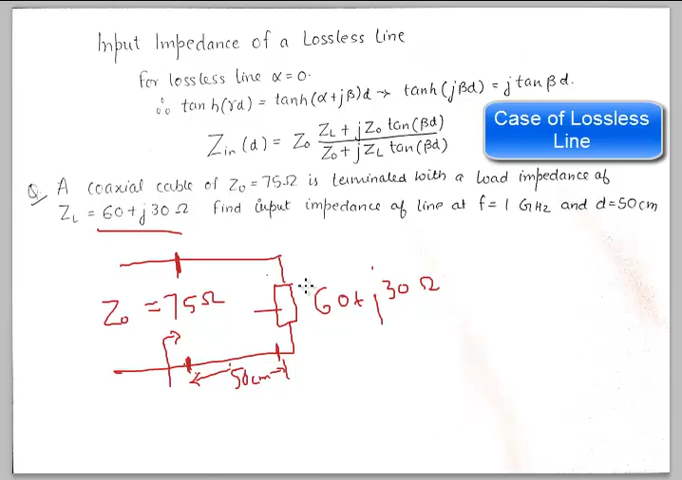 Input Impedance of a Lossless Line
For lossless line α=0.
∴ tanh(γd) = tanh(α+jβ)d → tanh(jβd) = j tan βd.
Zin (d) = Z₀ (ZL + jZ₀ tan(βd)) / (Z₀ + jZL tan(βd))
Case of Lossless
Line
Q A coaxial cable of Z₀ = 75Ω is terminated with a load impedance of
ZL = 60+j30 Ω Find input impedance of line at f= 1 GHz and d=50cm
Z₀ = 75Ω
60+j30 Ω
50cm